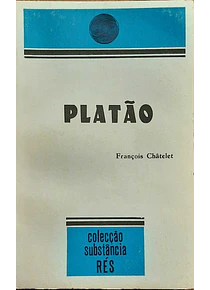 PLATÃO
François Châtelet
colecção
substância
RÉS